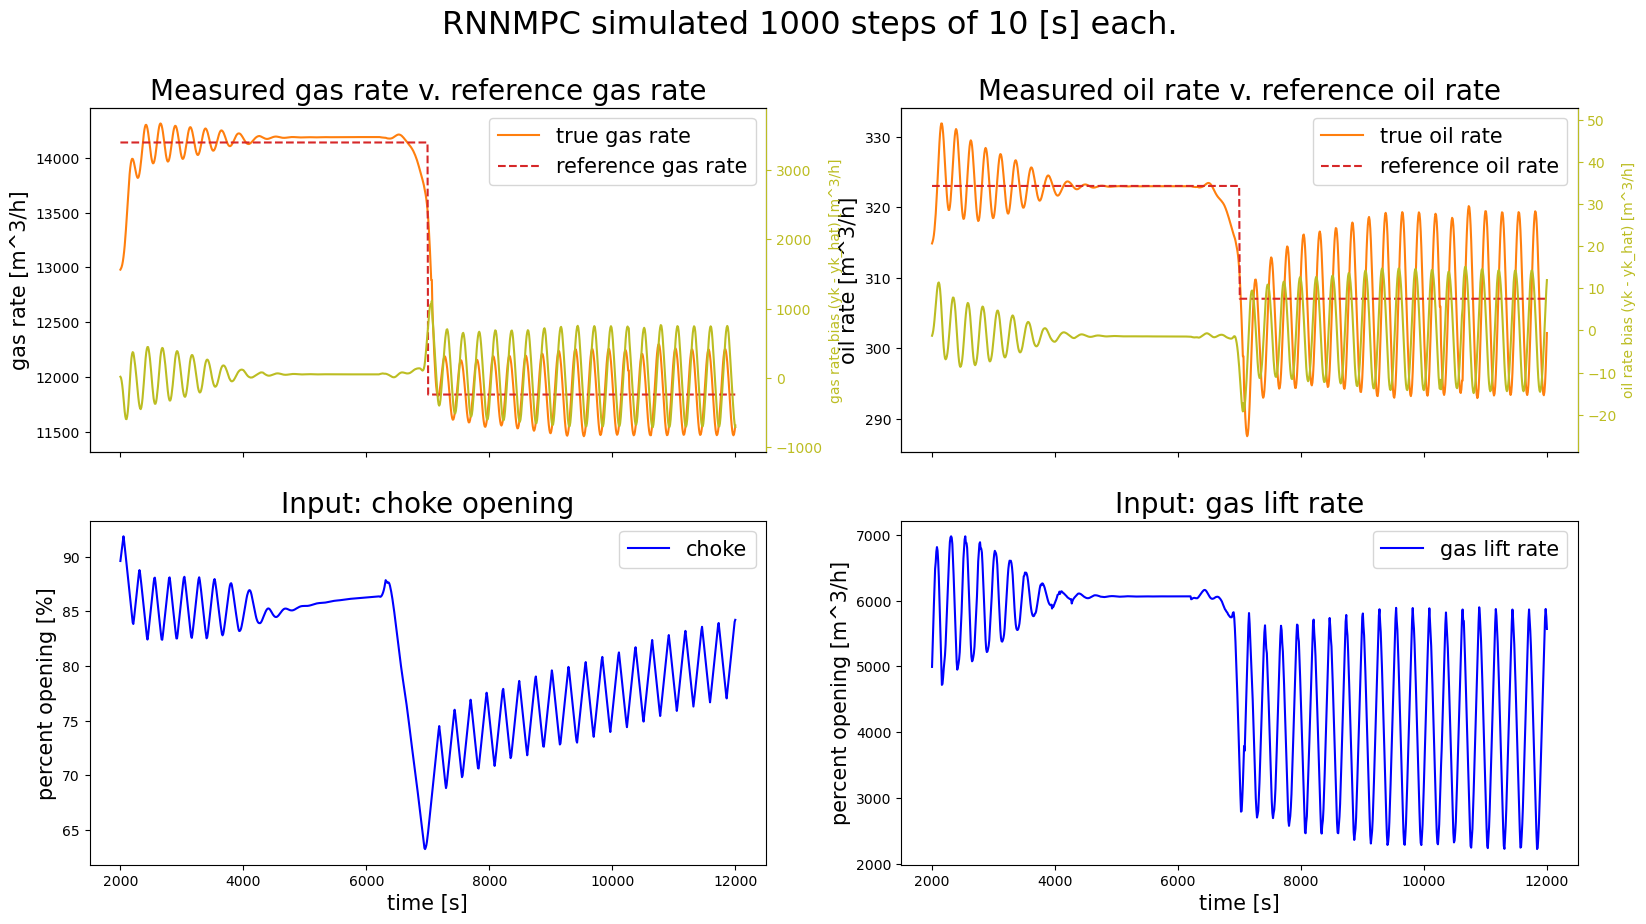 RNNMPC simulated 1000 steps of 10 [s] each.
Measured gas rate v. reference gas rate
true gas rate
reference gas rate
gas rate [m^3/h]
14000
13500
13000
12500
12000
11500
3000
2000
1000
0
−1000
gas rate bias (yk - yk_hat) [m^3/h]
Measured oil rate v. reference oil rate
true oil rate
reference oil rate
oil rate [m^3/h]
330
320
310
300
290
50
40
30
20
10
0
−10
−20
oil rate bias (yk - yk_hat) [m^3/h]
Input: choke opening
choke
percent opening [%]
90
85
80
75
70
65
2000
4000
6000
8000
10000
12000
time [s]
Input: gas lift rate
gas lift rate
percent opening [m^3/h]
7000
6000
5000
4000
3000
2000
2000
4000
6000
8000
10000
12000
time [s]